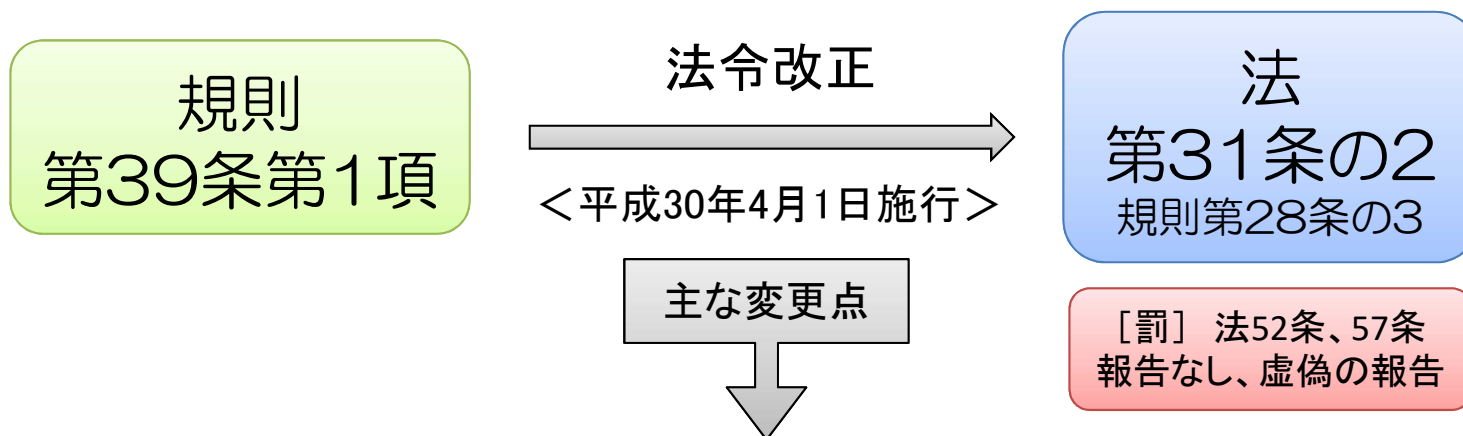 規則
第39条第1項
法令改正
＜平成30年4月1日施行＞
法
第31条の2
規則第28条の3
主な変更点
［罰］ 法52条、57条
報告なし、虚偽の報告